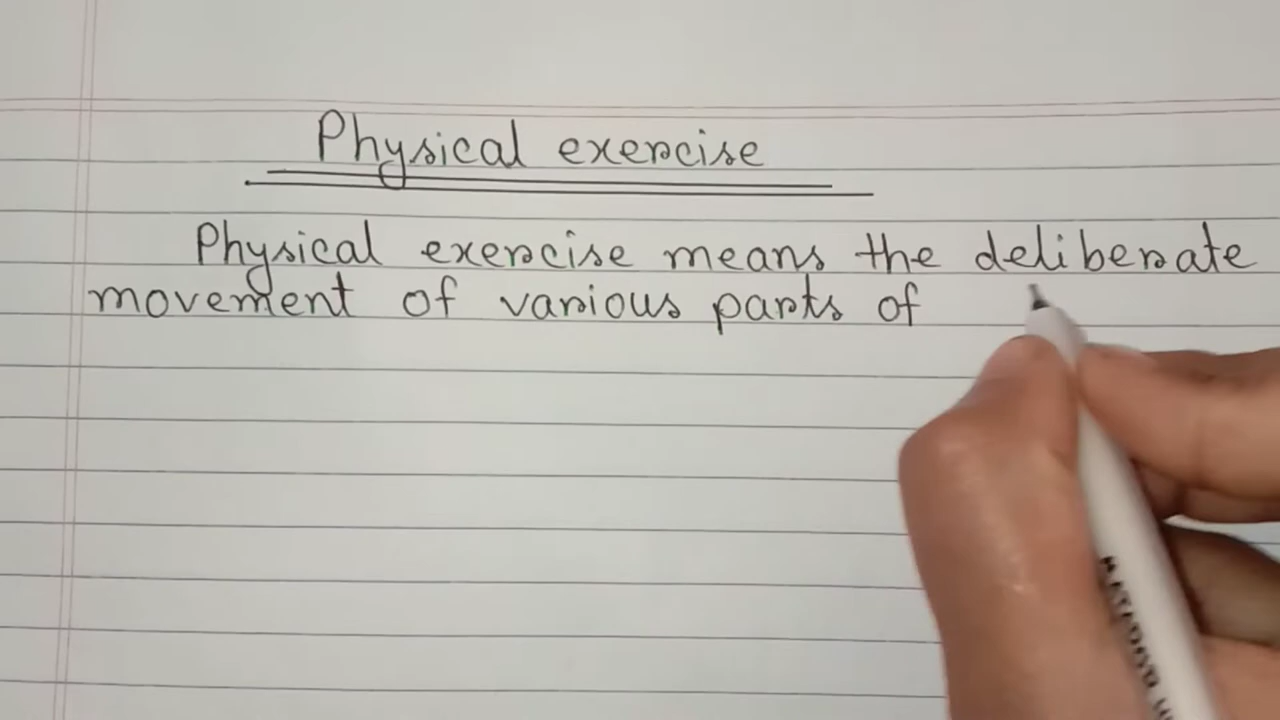 Physical exercise
Physical exercise means the deliberate
movement of various parts of